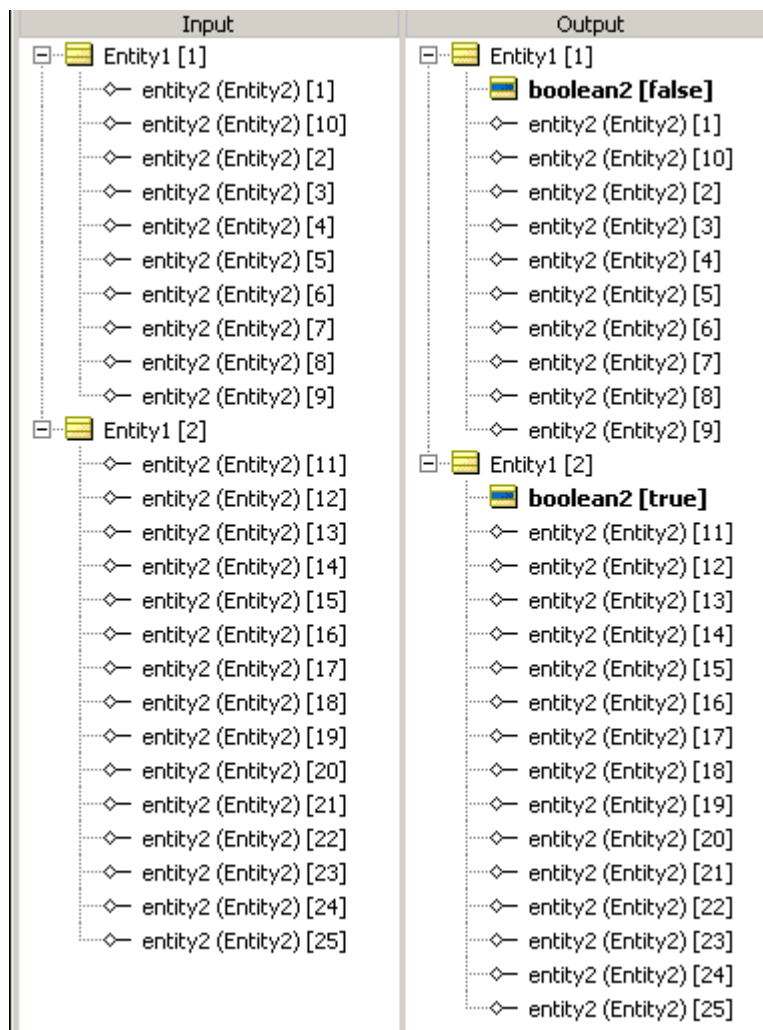 Input
Entity1 [1]
entity2 (Entity2) [1]
entity2 (Entity2) [10]
entity2 (Entity2) [2]
entity2 (Entity2) [3]
entity2 (Entity2) [4]
entity2 (Entity2) [5]
entity2 (Entity2) [6]
entity2 (Entity2) [7]
entity2 (Entity2) [8]
entity2 (Entity2) [9]
Entity1 [2]
entity2 (Entity2) [11]
entity2 (Entity2) [12]
entity2 (Entity2) [13]
entity2 (Entity2) [14]
entity2 (Entity2) [15]
entity2 (Entity2) [16]
entity2 (Entity2) [17]
entity2 (Entity2) [18]
entity2 (Entity2) [19]
entity2 (Entity2) [20]
entity2 (Entity2) [21]
entity2 (Entity2) [22]
entity2 (Entity2) [23]
entity2 (Entity2) [24]
entity2 (Entity2) [25]
Output
Entity1 [1]
boolean2 [false]
entity2 (Entity2) [1]
entity2 (Entity2) [10]
entity2 (Entity2) [2]
entity2 (Entity2) [3]
entity2 (Entity2) [4]
entity2 (Entity2) [5]
entity2 (Entity2) [6]
entity2 (Entity2) [7]
entity2 (Entity2) [8]
entity2 (Entity2) [9]
Entity1 [2]
boolean2 [true]
entity2 (Entity2) [11]
entity2 (Entity2) [12]
entity2 (Entity2) [13]
entity2 (Entity2) [14]
entity2 (Entity2) [15]
entity2 (Entity2) [16]
entity2 (Entity2) [17]
entity2 (Entity2) [18]
entity2 (Entity2) [19]
entity2 (Entity2) [20]
entity2 (Entity2) [21]
entity2 (Entity2) [22]
entity2 (Entity2) [23]
entity2 (Entity2) [24]
entity2 (Entity2) [25]